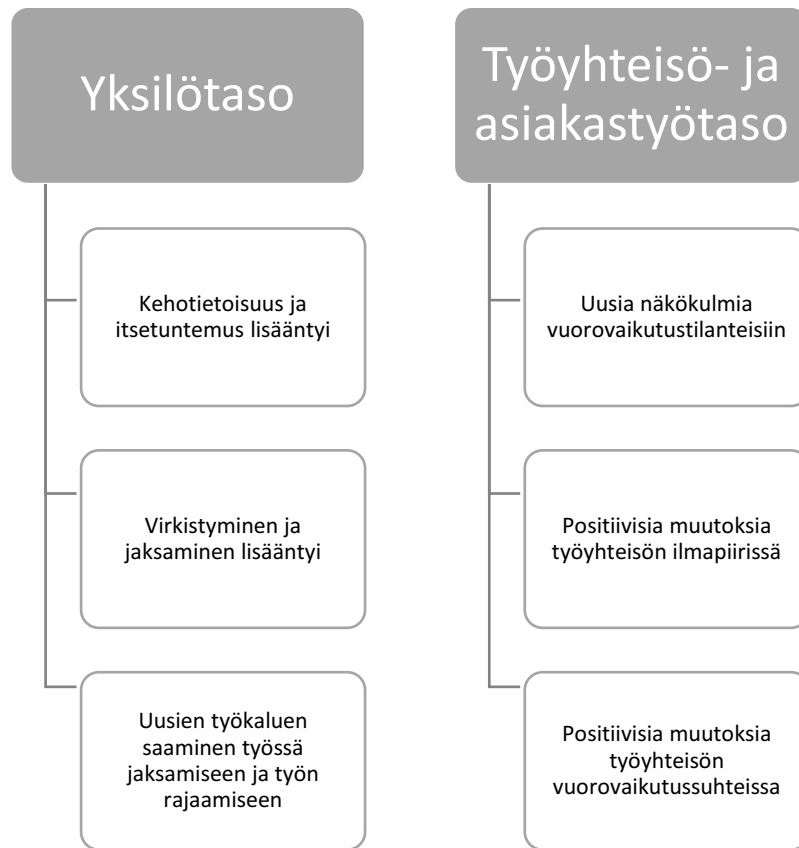 Yksilötaso
Kehotietoisuus ja
itsetuntemus lisääntyi
Virkistyminen ja
jaksaminen lisääntyi
Uusien työkaluen
saaminen työssä
jaksamiseen ja työn
rajaamiseen
Työyhteisö- ja
asiakastyötaso
Uusia näkökulmia
vuorovaikutustilanteisiin
Positiivisia muutoksia
työyhteisön ilmapiirissä
Positiivisia muutoksia
työyhteisön
vuorovaikutussuhteissa